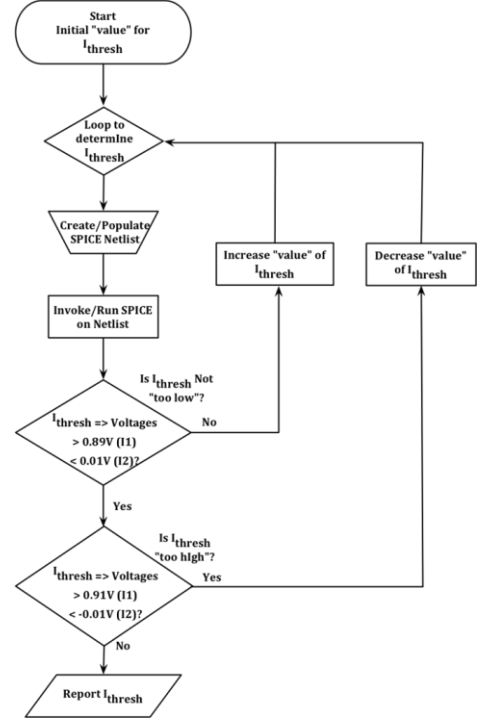 Start
Initial "value" for
Ithresh
Loop to
determIne
Ithresh
Create/Populate
SPICE Netlist
Increase "value" of
Ithresh
Decrease "value"
of Ithresh
Invoke/Run SPICE
on Netlist
Is Ithresh Not
"too low"?
Ithresh => Voltages
> 0.89V (I1)
< 0.01V (I2)?
No
Yes
Is Ithresh
"too hIgh"?
Ithresh => Voltages
> 0.91V (I1)
< -0.01V (I2)?
Yes
No
Report Ithresh